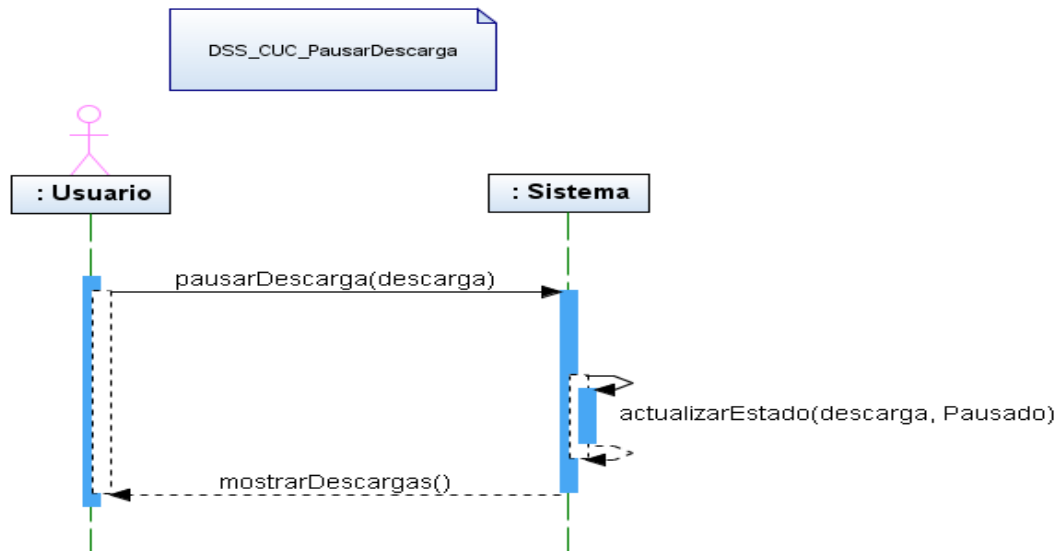 DSS_CUC_PausarDescarga
: Usuario
: Sistema
pausarDescarga(descarga)
actualizarEstado(descarga, Pausado)
mostrarDescargas()